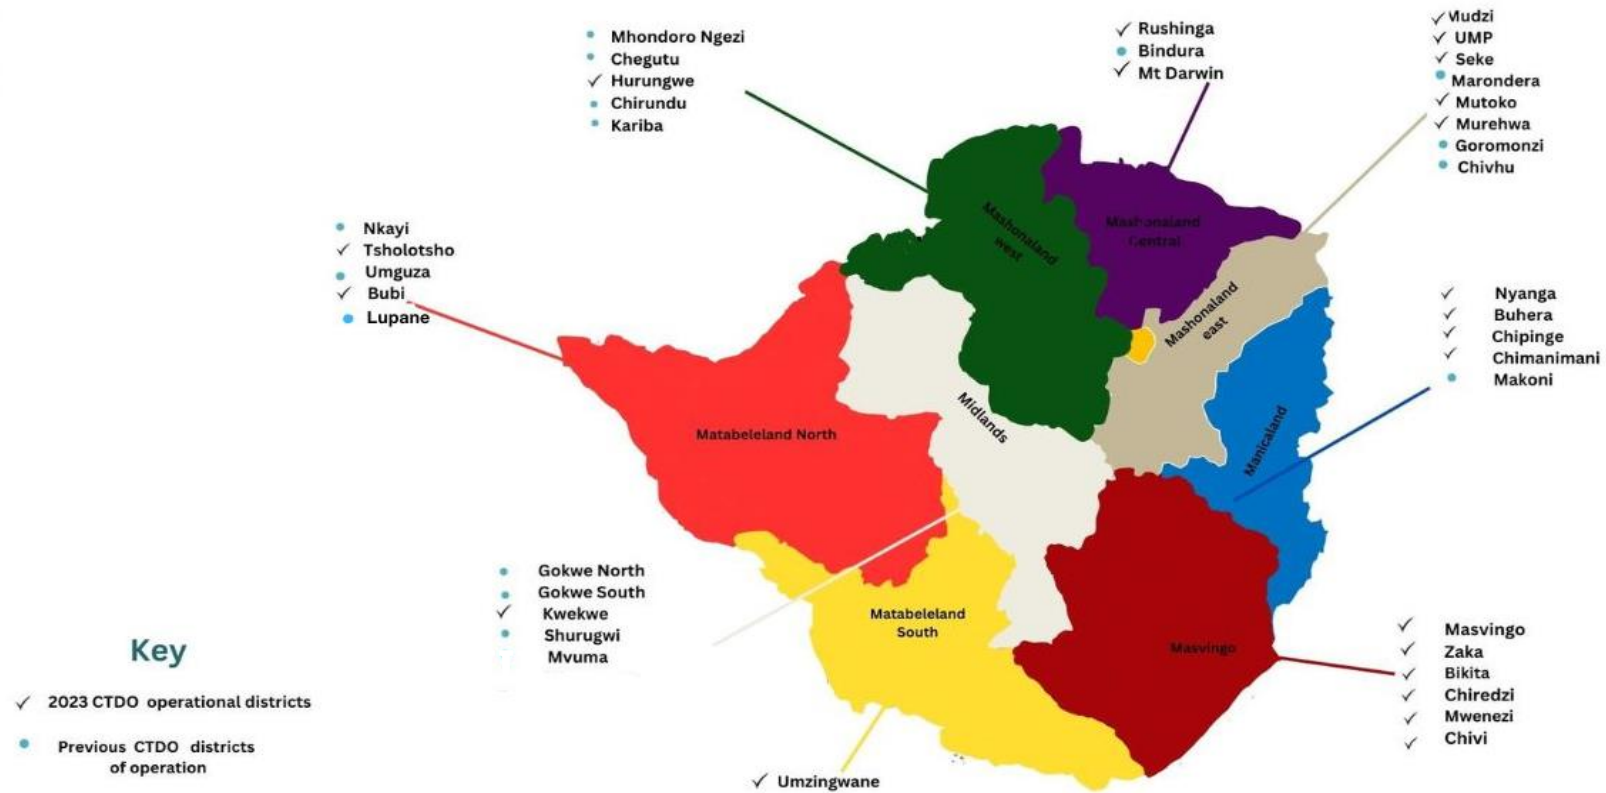 Mhondoro Ngezi
Chegutu
✓ Hurungwe
Chirundu
Kariba
✓ Rushinga
Bindura
✓ Mt Darwin
✓ Mudzi
✓ UMP
✓ Seke
Marondera
✓ Mutoko
✓ Murehwa
Goromonzi
Chivhu
Nkayi
✓ Tsholotsho
Umguza
✓ Bubi
Lupane
✓ Nyanga
✓ Buhera
✓ Chipinge
✓ Chimanimani
Makoni
Mashonaland
west
Mashonaland
Central
Mashonaland
east
Midlands
Matabeleland North
Manicaland
Matabeleland
South
Masvingo
Gokwe North
Gokwe South
✓ Kwekwe
Shurugwi
Mvuma
✓ Umzingwane
✓ Masvingo
✓ Zaka
✓ Bikita
✓ Chiredzi
✓ Mwenezi
✓ Chivi
Key
✓ 2023 CTDO operational districts
Previous CTDO districts
of operation